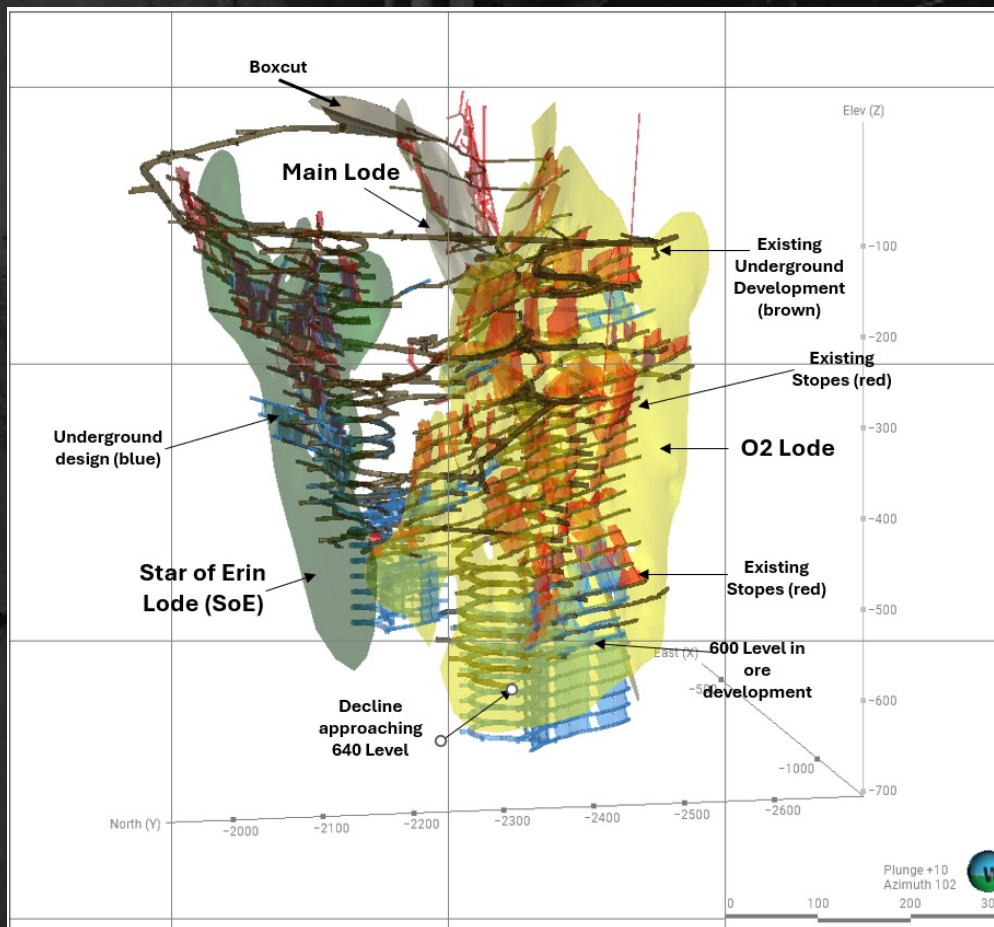 Boxcut
Elev (Z)
Main Lode
Existing
Underground
Development
(brown)
-100
-200
Existing
Stopes (red)
-300
Underground
design (blue)
O2 Lode
-400
Star of Erin
Lode (SoE)
Existing
Stopes (red)
-500
East (X)
600 Level in
ore
development
-500
-600
Decline
approaching
640 Level
-1000
-700
North (Y)
-2000
-2100
-2200
-2300
-2400
-2500
-2600
Plunge +10
Azimuth 102
W
0
100
200